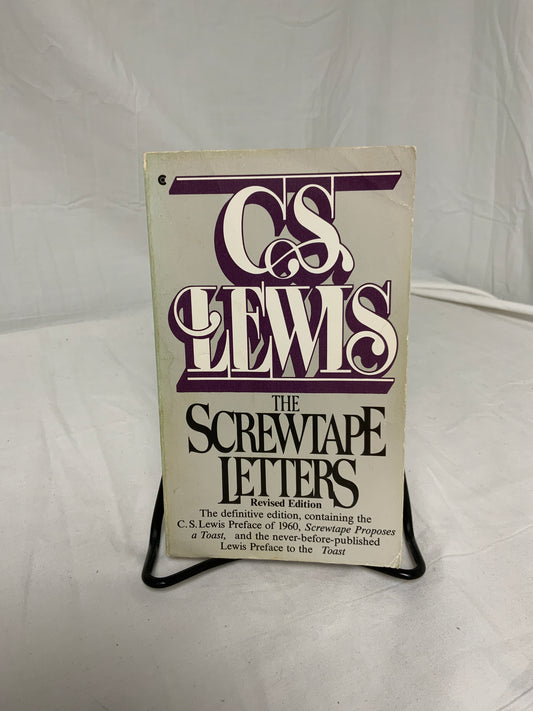 C.S.
LEWIS
THE
SCREWTAPE
LETTERS
Revised Edition
The definitive edition, containing the
C. S. Lewis Preface of 1960, Screwtape Proposes
a Toast, and the never-before-published
Lewis Preface to the Toast